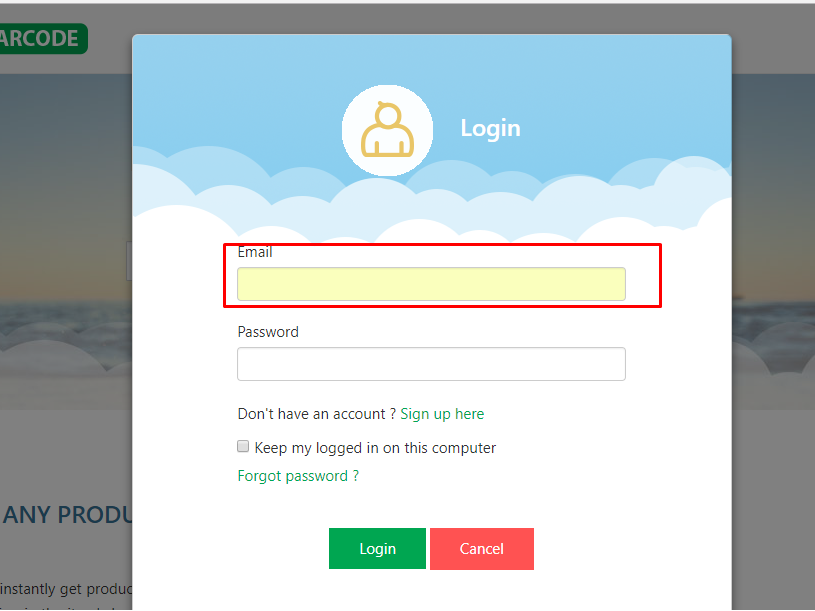 ARCODE
Login
Email
Password
Don't have an account ? Sign up here
Keep my logged in on this computer
Forgot password ?
ANY PRODU
Login Cancel
instantly get produc